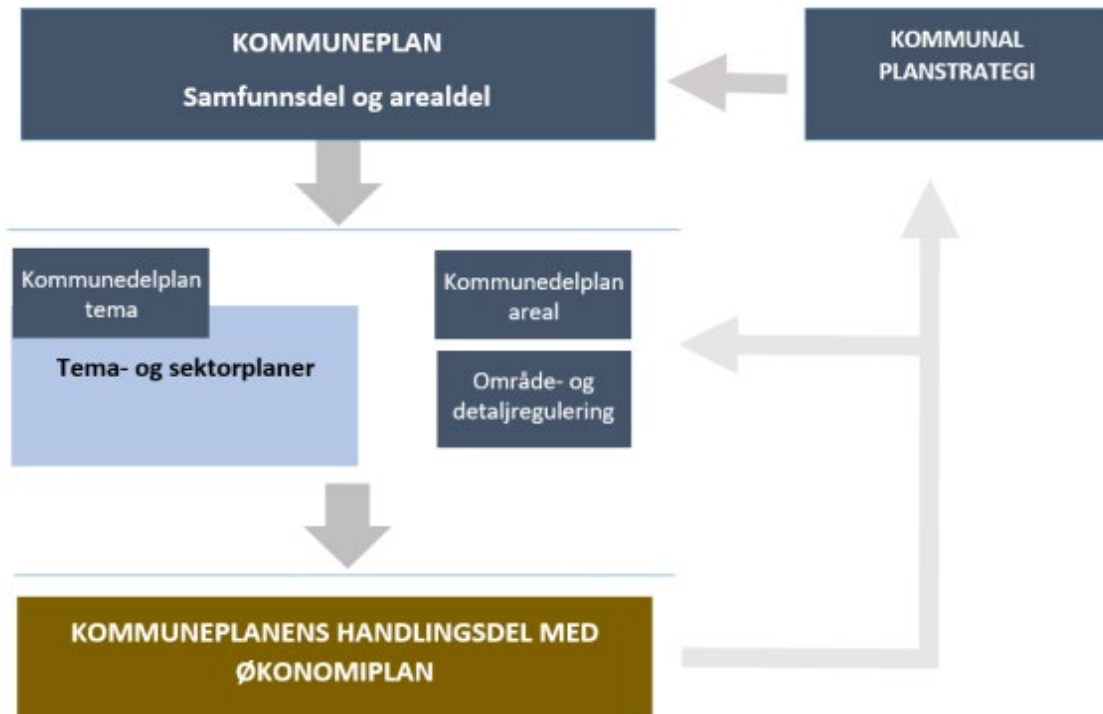 KOMMUNEPLAN
Samfunnsdel og arealdel
KOMMUNAL
PLANSTRATEGI
Kommunedelplan
tema
Tema- og sektorplaner
Kommunedelplan
areal
Område- og
detaljregulering
KOMMUNEPLANENS HANDLINGSDEL MED
ØKONOMIPLAN